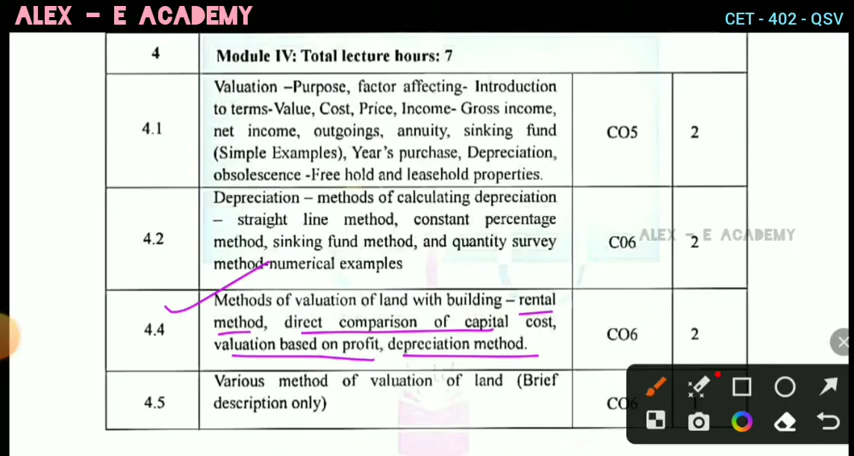 ALEX - E ACADEMY
CET - 402 - QSV
4
Module IV: Total lecture hours: 7
4.1
Valuation –Purpose, factor affecting- Introduction
to terms-Value, Cost, Price, Income- Gross income,
net income, outgoings, annuity, sinking fund
(Simple Examples), Year's purchase, Depreciation,
obsolescence -Free hold and leasehold properties.
CO5
2
4.2
Depreciation – methods of calculating depreciation
– straight line method, constant percentage
method, sinking fund method, and quantity survey
method-numerical examples
C06
2
ALEX - E ACADEMY
4.4
Methods of valuation of land with building – rental
method, direct comparison of capital cost,
valuation based on profit, depreciation method.
CO6
2
4.5
Various method of valuation of land (Brief
description only)
CO6